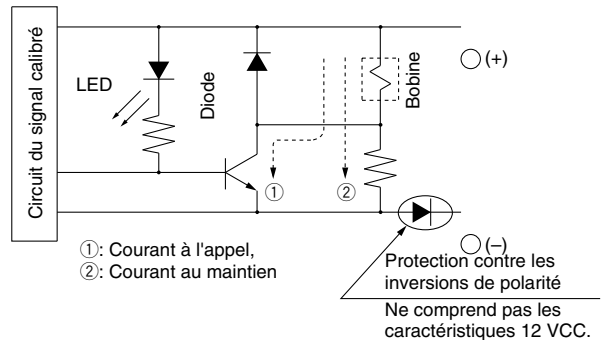 Circuit du signal calibré
LED
Diode
Bobine
(+)
①
②
(–)
①: Courant à l'appel,
②: Courant au maintien
Protection contre les
inversions de polarité
Ne comprend pas les
caractéristiques 12 VCC.